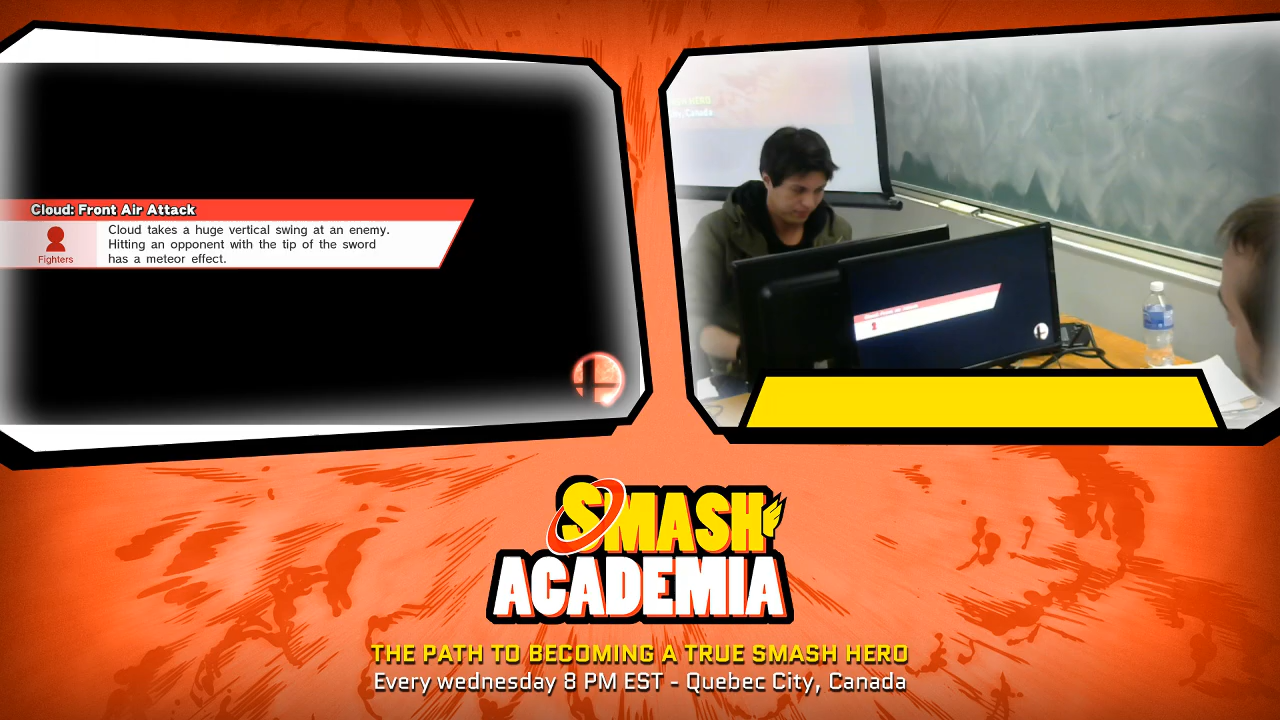 Cloud: Front Air Attack
Cloud takes a huge vertical swing at an enemy.
Hitting an opponent with the tip of the sword
has a meteor effect.
Fighters
HERO
Canada
SMASH
ACADEMIA
THE PATH TO BECOMING A TRUE SMASH HERO
Every wednesday 8 PM EST - Quebec City, Canada